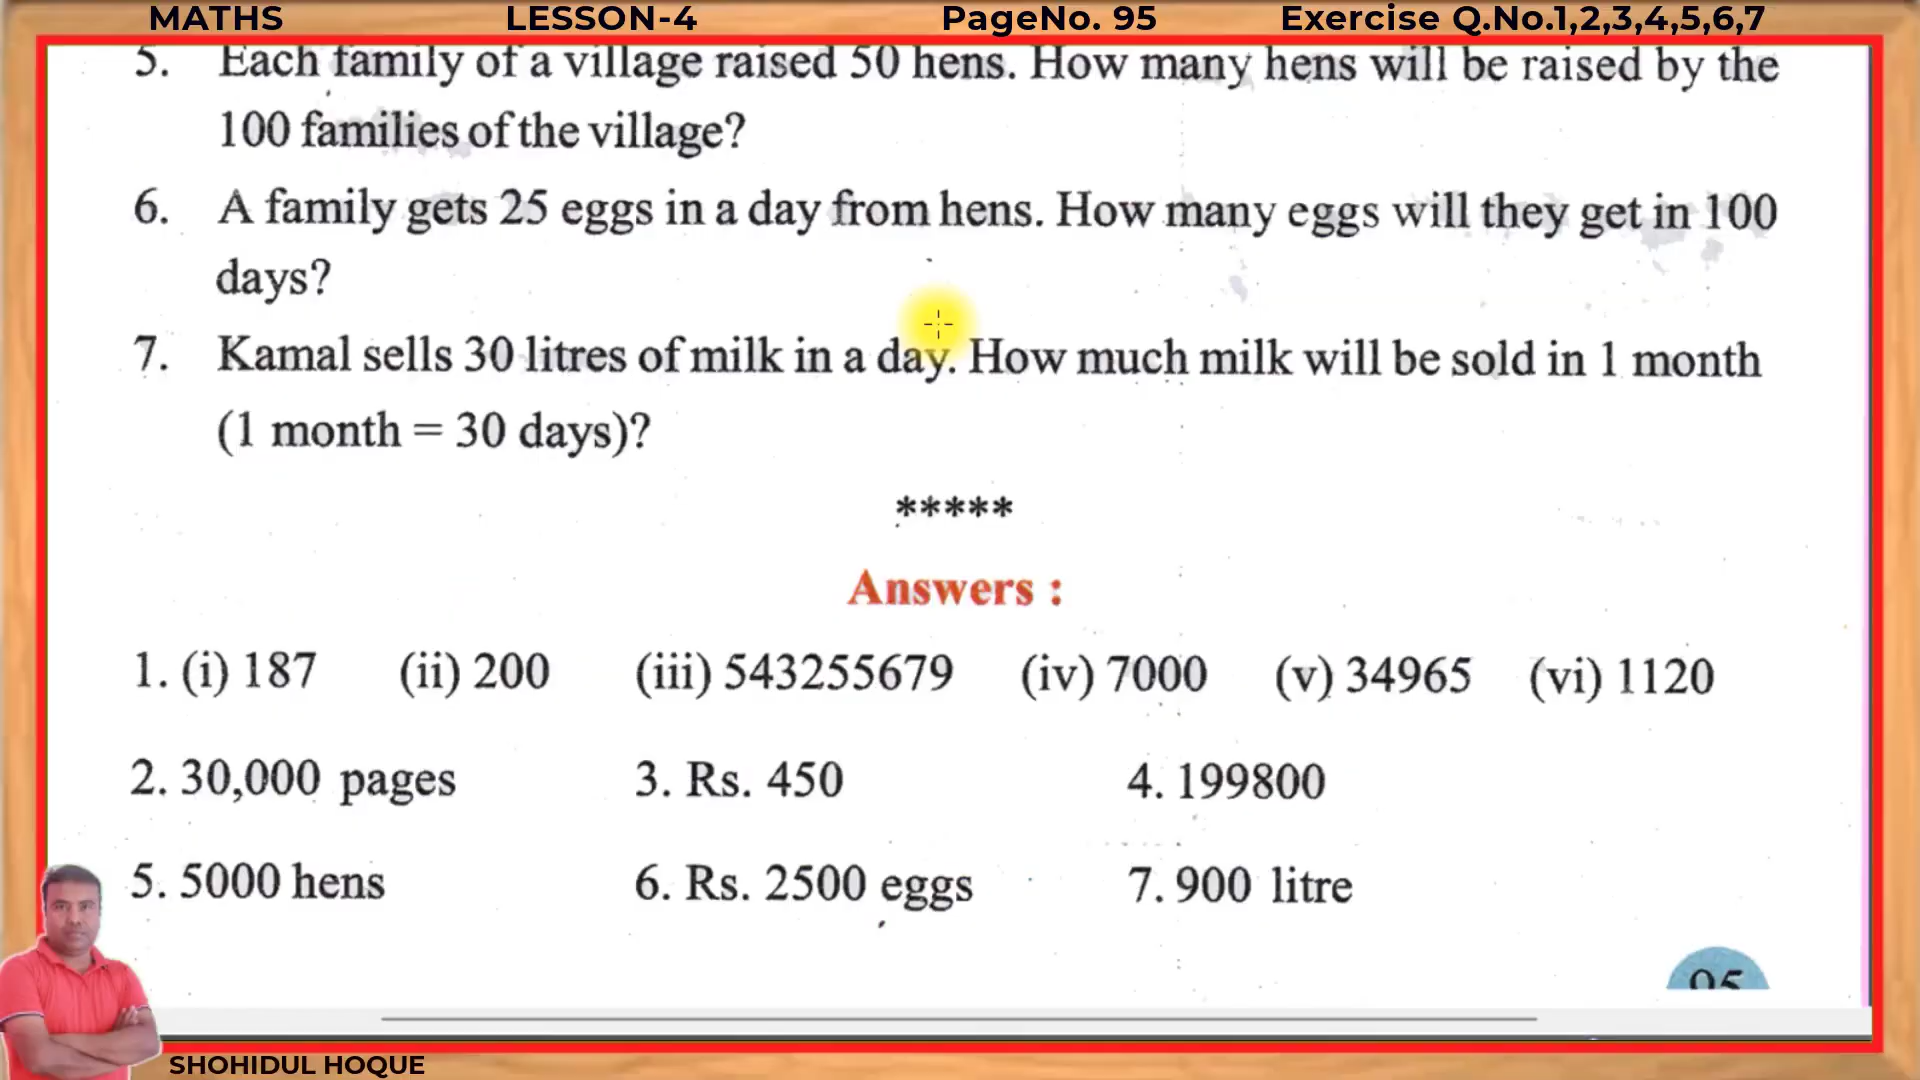 MATHS LESSON-4 PageNo. 95 Exercise Q.No.1,2,3,4,5,6,7
5. Each family of a village raised 50 hens. How many hens will be raised by the
100 families of the village?
6. A family gets 25 eggs in a day from hens. How many eggs will they get in 100
days?
7. Kamal sells 30 litres of milk in a day. How much milk will be sold in 1 month
(1 month = 30 days)?
*****
Answers :
1. (i) 187 (ii) 200 (iii) 543255679 (iv) 7000 (v) 34965 (vi) 1120
2. 30,000 pages 3. Rs. 450 4. 199800
5. 5000 hens 6. Rs. 2500 eggs 7. 900 litre
95
SHOHIDUL HOQUE